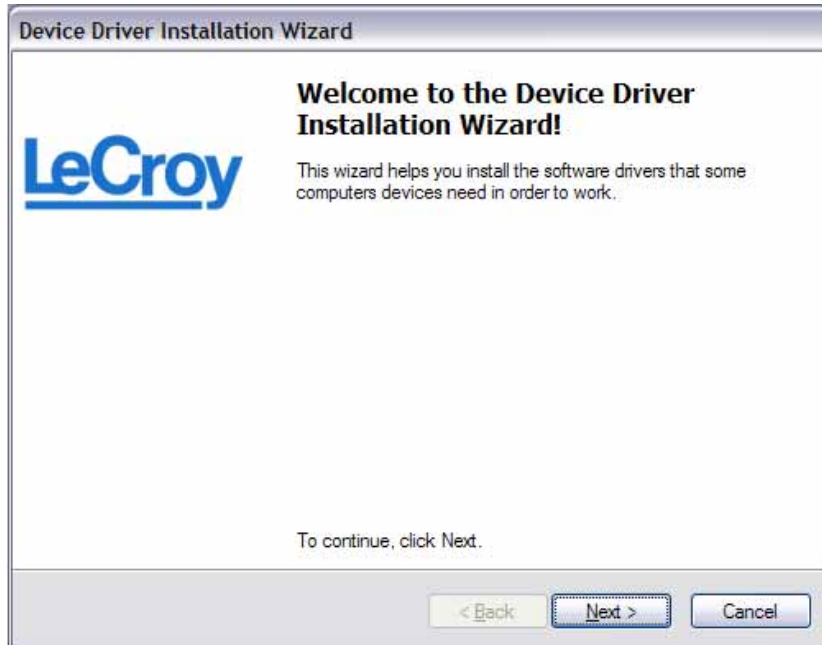 Device Driver Installation Wizard
LeCroy
Welcome to the Device Driver
Installation Wizard!
This wizard helps you install the software drivers that some
computers devices need in order to work.
To continue, click Next.
< Back
Next >
Cancel